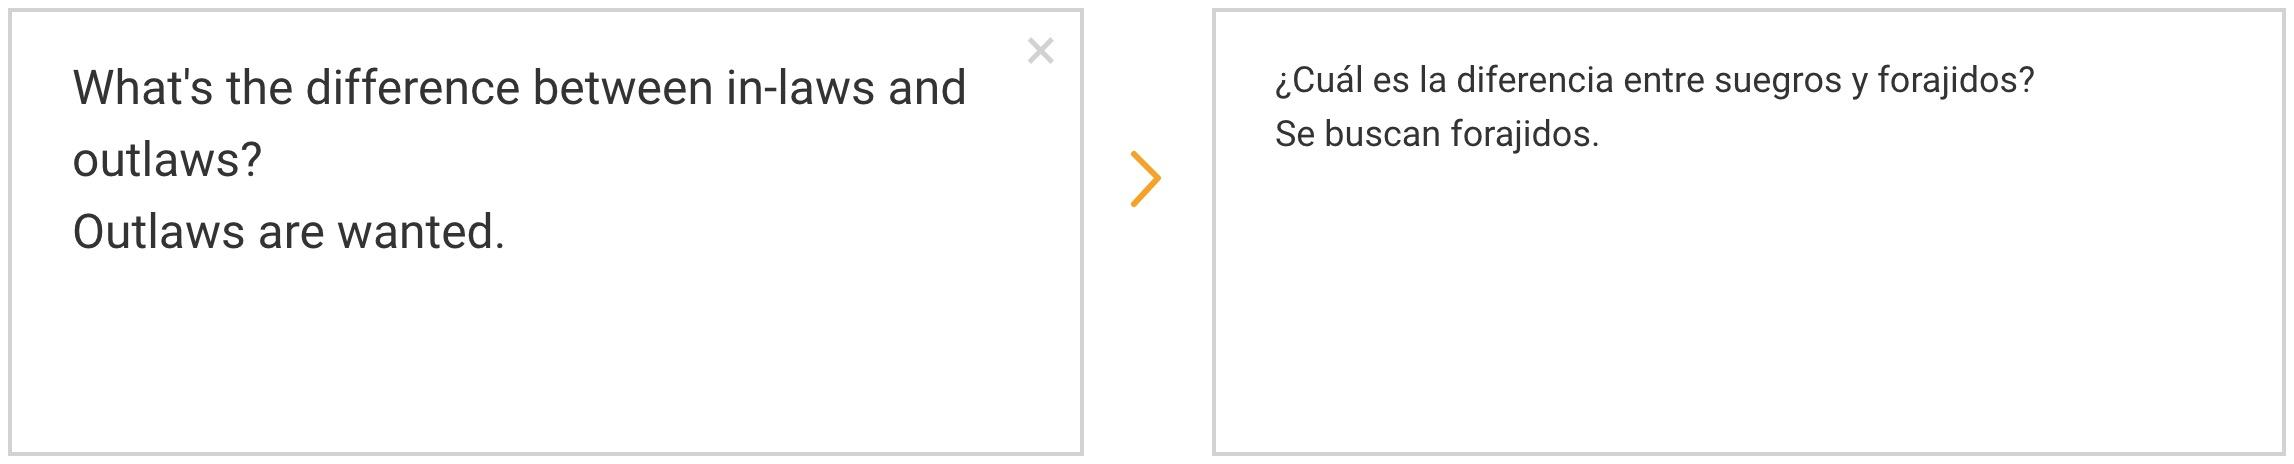 What's the difference between in-laws and
outlaws?
Outlaws are wanted.
¿Cuál es la diferencia entre suegros y forajidos?
Se buscan forajidos.